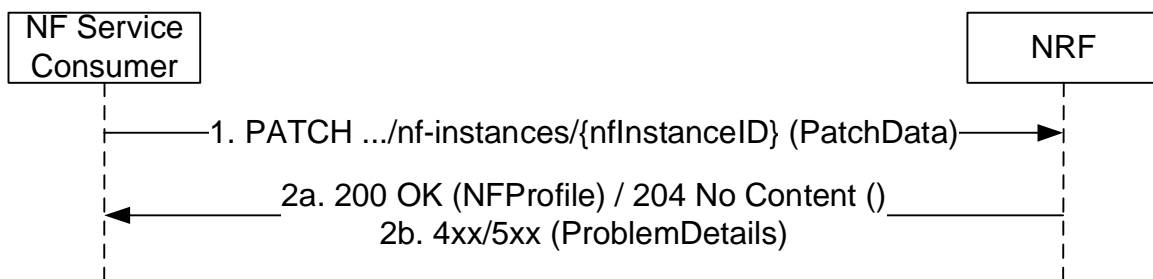 NF Service
Consumer
NRF
1. PATCH .../nf-instances/{nfInstanceID} (PatchData)
2a. 200 OK (NFProfile) / 204 No Content ()
2b. 4xx/5xx (ProblemDetails)